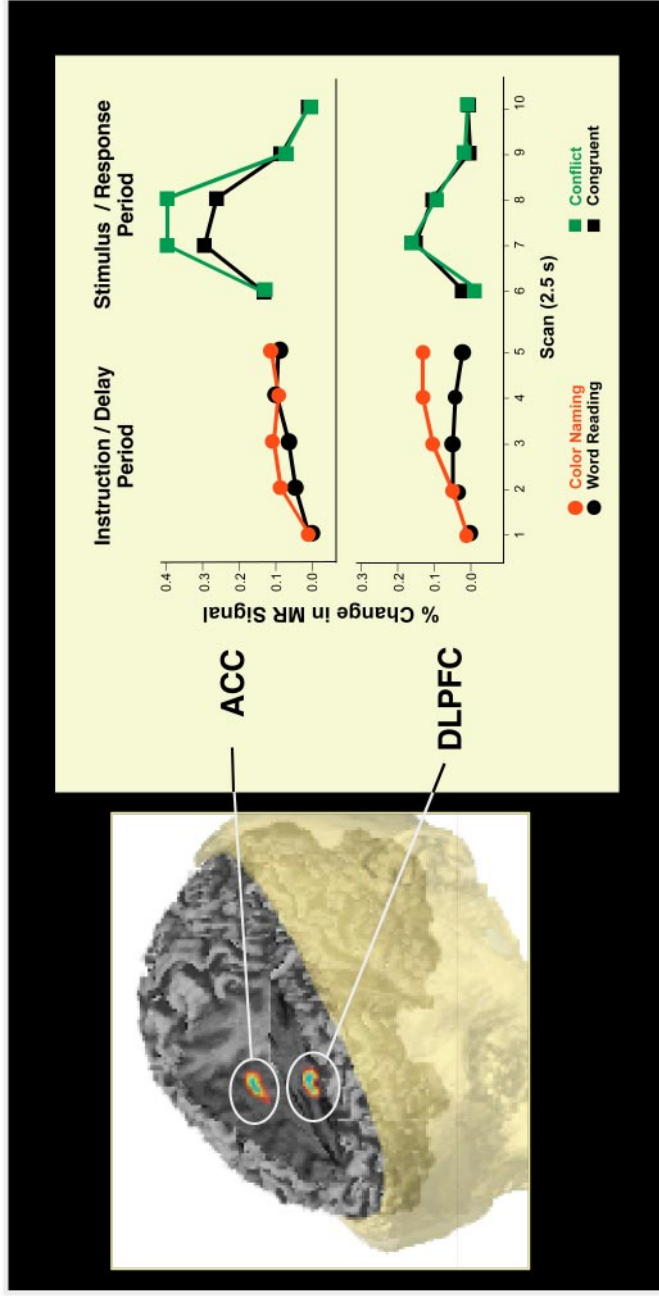 Instruction / Delay
Period
Stimulus / Response
Period
ACC
DLPFC
% Change in MR Signal
0.4
0.3
0.2
0.1
0.0
0.3
0.2
0.1
0.0
1 2 3 4 5 6 7 8 9 10
Scan (2.5 s)
Color Naming
Word Reading
Conflict
Congruent